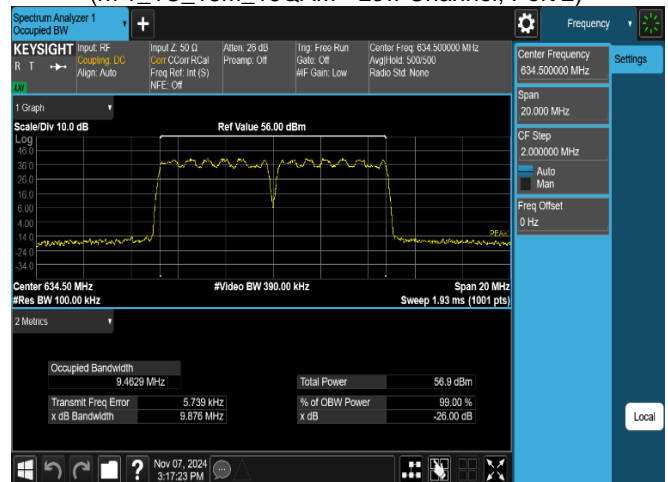 Spectrum Analyzer 1
Occupied BW
Frequency
KEYSIGHT
R T
LXI
Input: RF
Coupling: DC
Align: Auto
Input Z: 50 Ω
Corr CCorr RCal
Freq Ref: Int (S)
NFE: Off
Atten: 26 dB
Preamp: Off
Trig: Free Run
Gate: Off
#IF Gain: Low
Center Freq: 634.500000 MHz
Avg|Hold: 500/500
Radio Std: None
Center Frequency
634.500000 MHz
Settings
Span
20.000 MHz
CF Step
2.000000 MHz
Auto
Man
Freq Offset
0 Hz
1 Graph
Scale/Div 10.0 dB
Ref Value 56.00 dBm
Log
46.0
36.0
26.0
16.0
6.00
-4.00
-14.0
-24.0
-34.0
PEAK
Center 634.50 MHz
#Video BW 390.00 kHz
Span 20 MHz
#Res BW 100.00 kHz
Sweep 1.93 ms (1001 pts)
2 Metrics
Occupied Bandwidth
9.4629 MHz
Total Power 56.9 dBm
Transmit Freq Error 5.739 kHz
% of OBW Power 99.00 %
x dB Bandwidth 9.876 MHz
x dB -26.00 dB
Local
Nov 07, 2024
3:17:23 PM